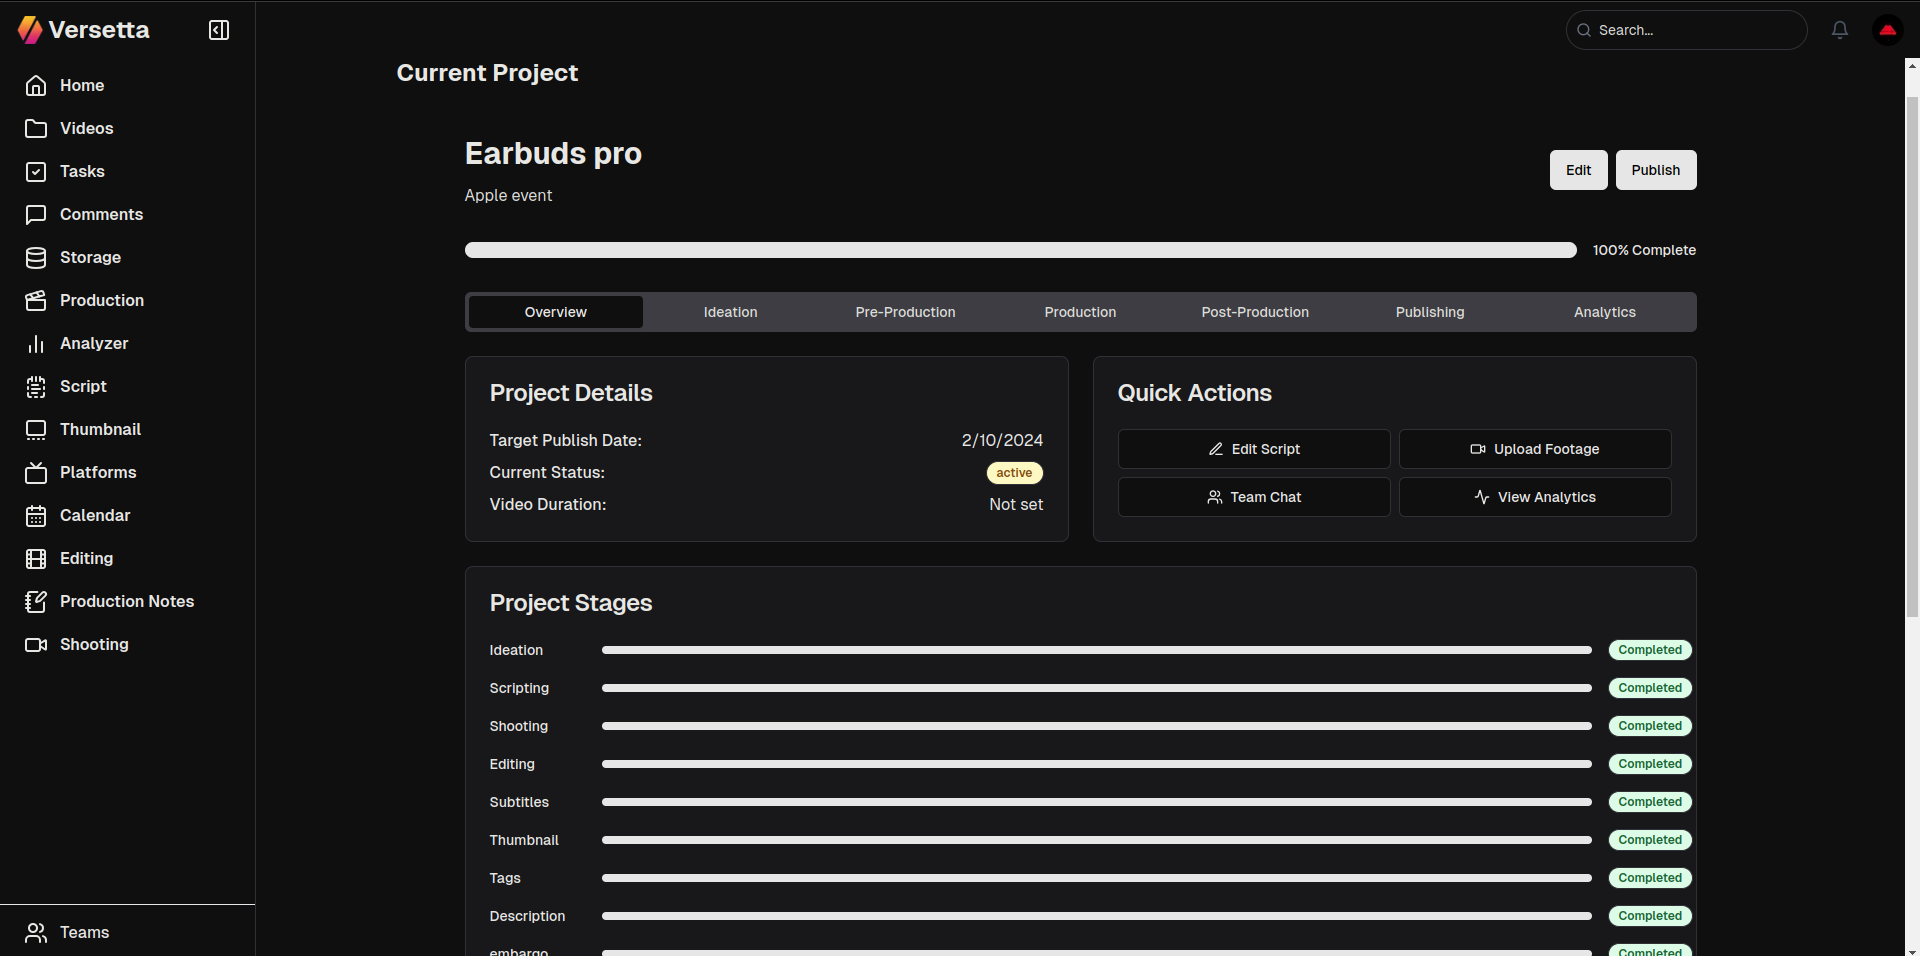 Versetta
Search...
Home
Videos
Tasks
Comments
Storage
Production
Analyzer
Script
Thumbnail
Platforms
Calendar
Editing
Production Notes
Shooting
Teams
Current Project
Earbuds pro
Apple event
Edit
Publish
100% Complete
Overview
Ideation
Pre-Production
Production
Post-Production
Publishing
Analytics
Project Details
Target Publish Date: 2/10/2024
Current Status: active
Video Duration: Not set
Quick Actions
Edit Script
Upload Footage
Team Chat
View Analytics
Project Stages
Ideation Completed
Scripting Completed
Shooting Completed
Editing Completed
Subtitles Completed
Thumbnail Completed
Tags Completed
Description Completed
embargo Completed